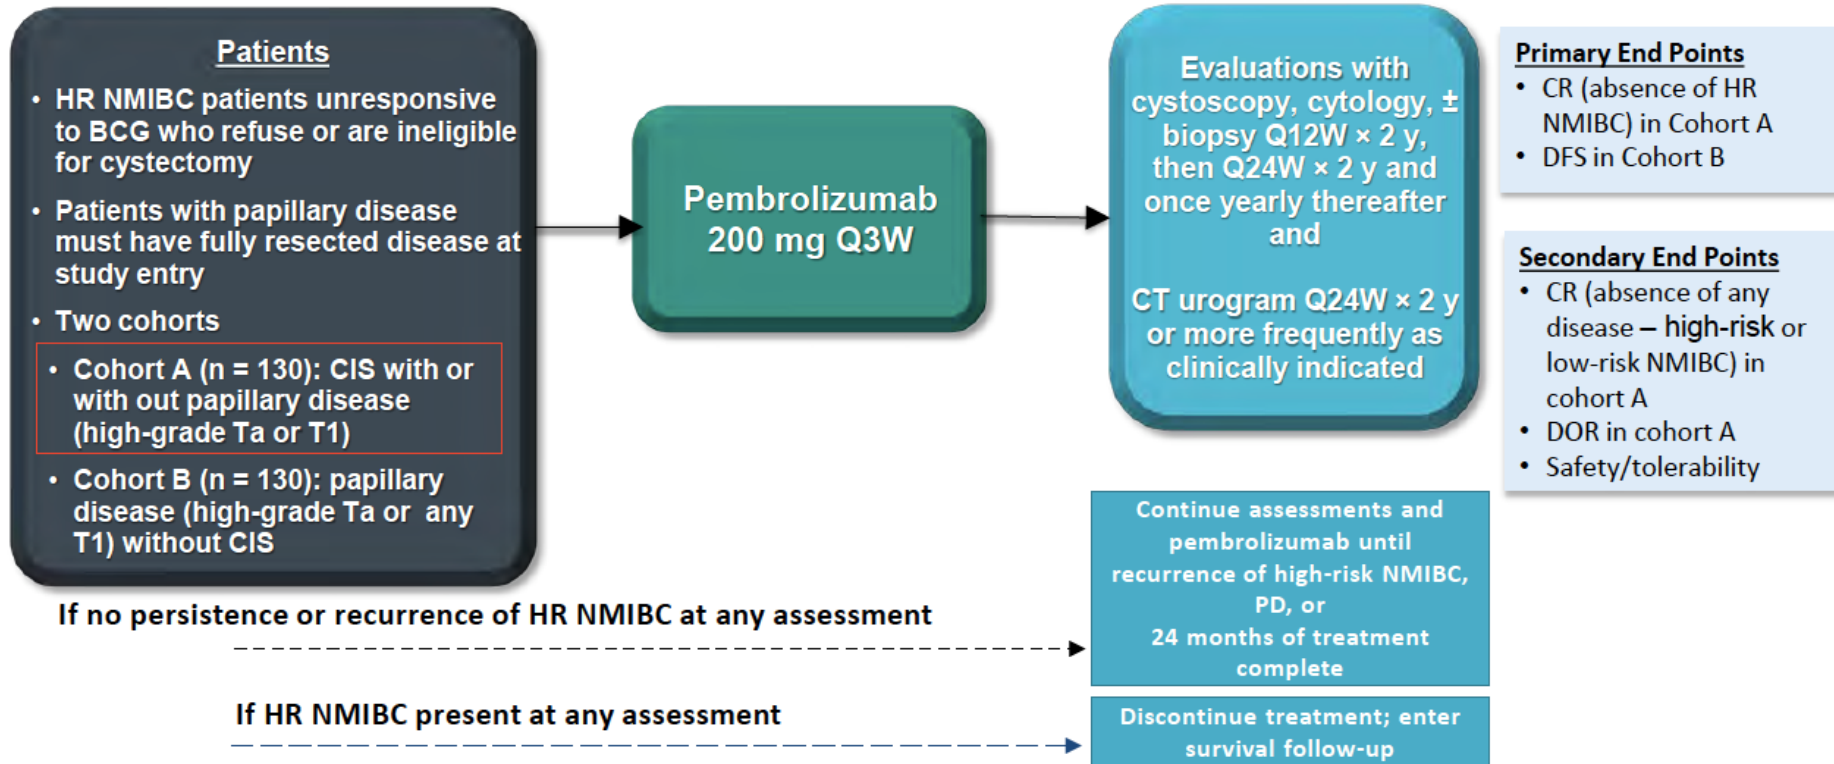 Patients
• HR NMIBC patients unresponsive
to BCG who refuse or are ineligible
for cystectomy
• Patients with papillary disease
must have fully resected disease at
study entry
• Two cohorts
• Cohort A (n = 130): CIS with or
with out papillary disease
(high-grade Ta or T1)
• Cohort B (n = 130): papillary
disease (high-grade Ta or any
T1) without CIS
Pembrolizumab
200 mg Q3W
Evaluations with
cystoscopy, cytology, ±
biopsy Q12W × 2 y,
then Q24W × 2 y and
once yearly thereafter
and
CT urogram Q24W × 2 y
or more frequently as
clinically indicated
Primary End Points
• CR (absence of HR
NMIBC) in Cohort A
• DFS in Cohort B
Secondary End Points
• CR (absence of any
disease – high-risk or
low-risk NMIBC) in
cohort A
• DOR in cohort A
• Safety/tolerability
If no persistence or recurrence of HR NMIBC at any assessment
Continue assessments and
pembrolizumab until
recurrence of high-risk NMIBC,
PD, or
24 months of treatment
complete
If HR NMIBC present at any assessment
Discontinue treatment; enter
survival follow-up